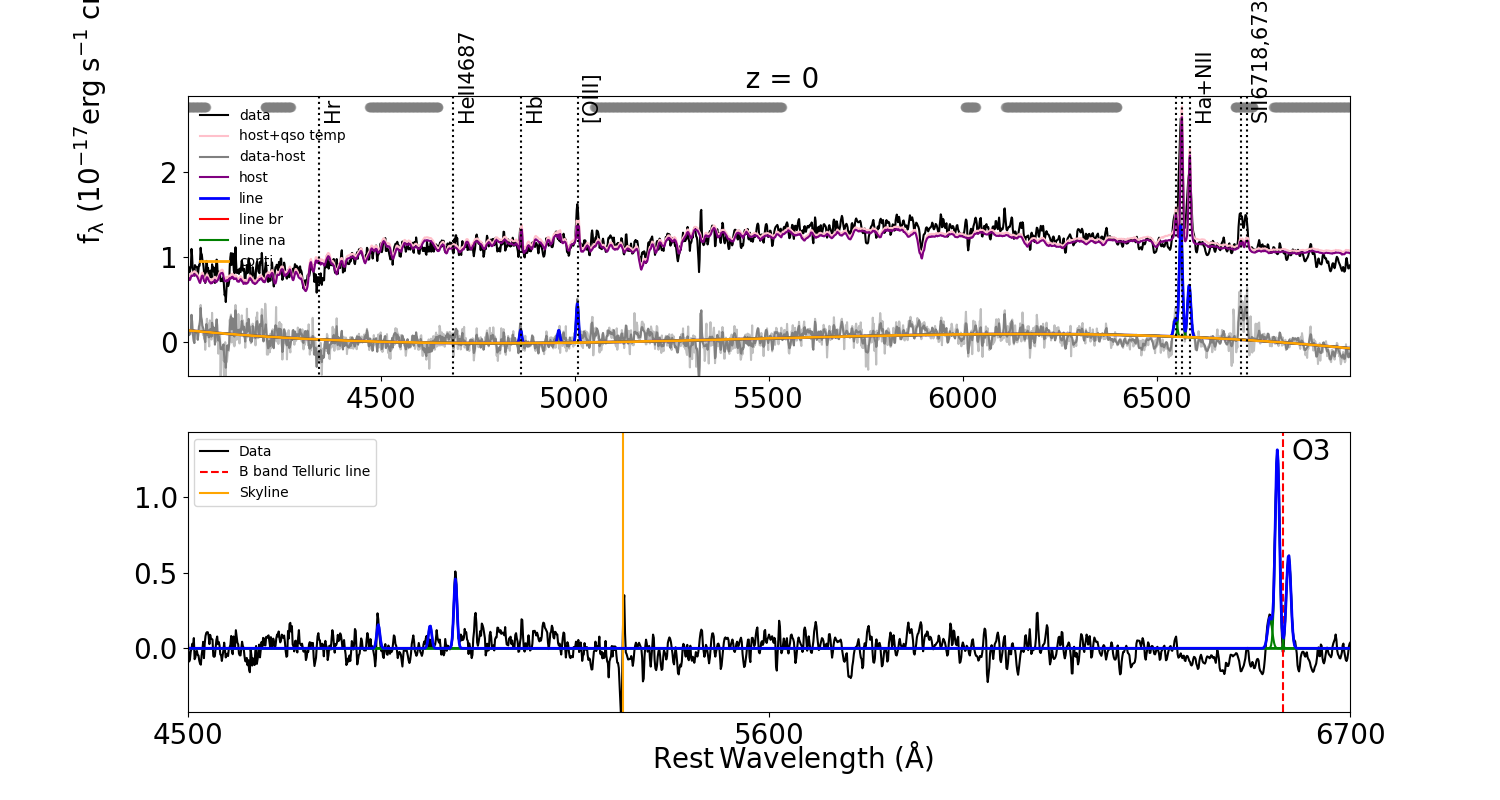 z = 0
f_λ (10^−17 erg s^−1 c
Hr
HeII4687
Hb
[OIII]
Ha+NII
SII6718,673
data
host+qso temp
data-host
host
line
line br
line na
conti
2
1
0
4500
5000
5500
6000
6500
Data
B band Telluric line
Skyline
O3
1.0
0.5
0.0
4500
5600
6700
Rest Wavelength (Å)